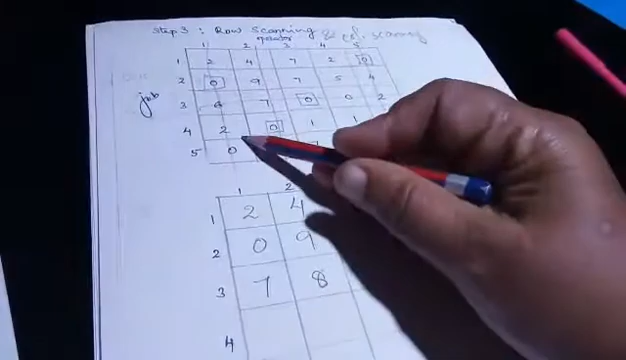 Step 3 : Row scanning & col. scanning
operator
1 2 3 4 5
1 2 4 7 2 0
2 0 9 7 5 4
job
3 6 7 0 0 2
4 2 0 1 1
5 0
1 2
1 2 4
2 0 9
3 7 8
4